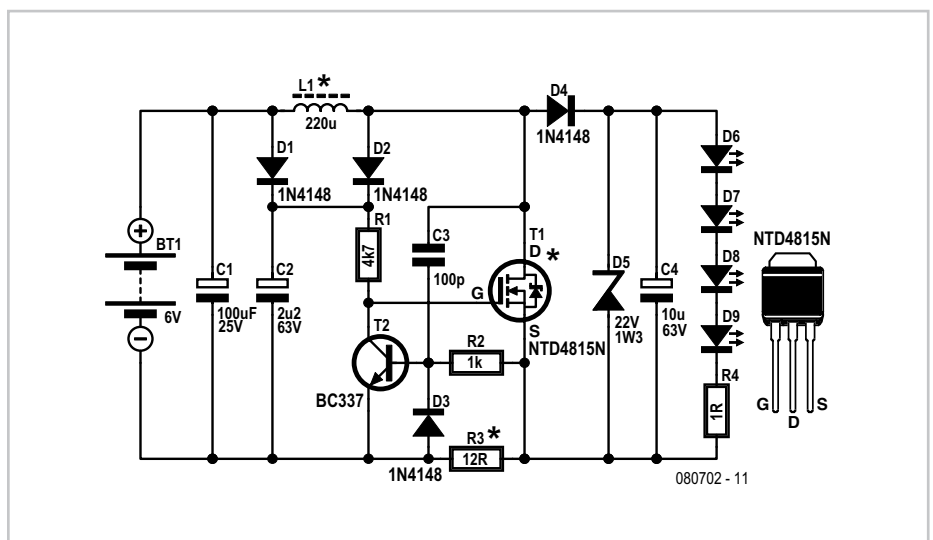 L1*
220u
D1
1N4148
D2
1N4148
D4
1N4148
R1
4k7
C3
100p
T1
D *
G
S
NTD4815N
BT1
6V
C1
100uF
25V
C2
2u2
63V
T2
BC337
R2
1k
D3
1N4148
R3*
12R
D5
22V
1W3
C4
10u
63V
D6
D7
D8
D9
R4
1R
NTD4815N
G
D
S
080702 - 11